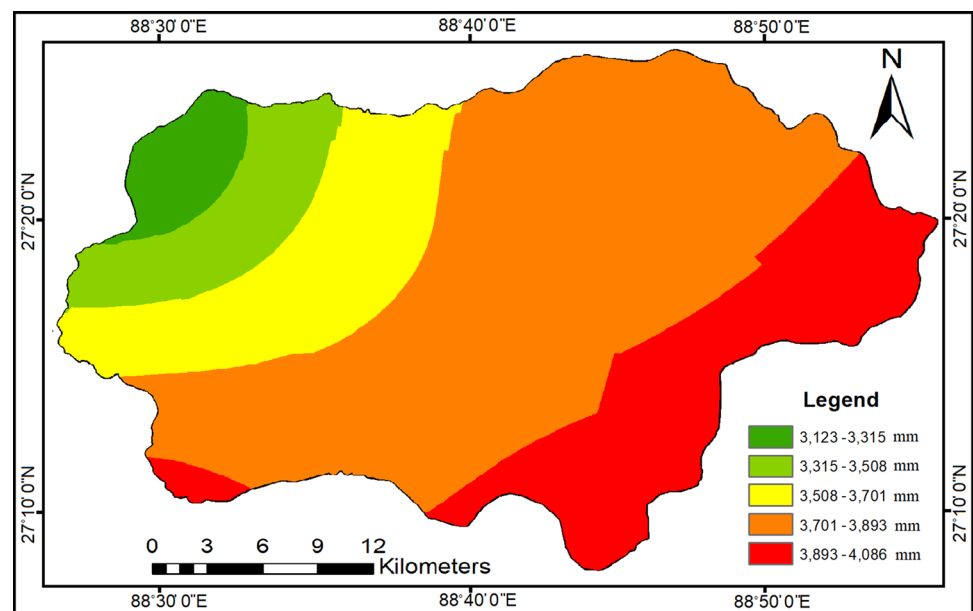 88°30'0"E 88°40'0"E 88°50'0"E
N
27°20'0"N 27°20'0"N
Legend
3,123 - 3,315 mm
3,315 - 3,508 mm
3,508 - 3,701 mm
3,701 - 3,893 mm
3,893 - 4,086 mm
27°10'0"N 27°10'0"N
0 3 6 9 12
Kilometers
88°30'0"E 88°40'0"E 88°50'0"E